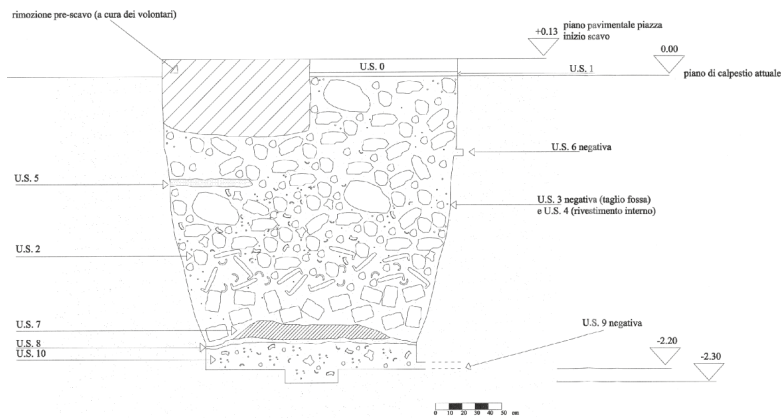 rimozione pre-scavo (a cura dei volontari)
+0.13
piano pavimentale piazza
inizio scavo
0.00
U.S. 0
U.S. 1
piano di calpestio attuale
U.S. 6 negativa
U.S. 5
U.S. 3 negativa (taglio fossa)
e U.S. 4 (rivestimento interno)
U.S. 2
U.S. 7
U.S. 9 negativa
U.S. 8
U.S. 10
-2.20
-2.30
0 10 20 30 40 50 cm